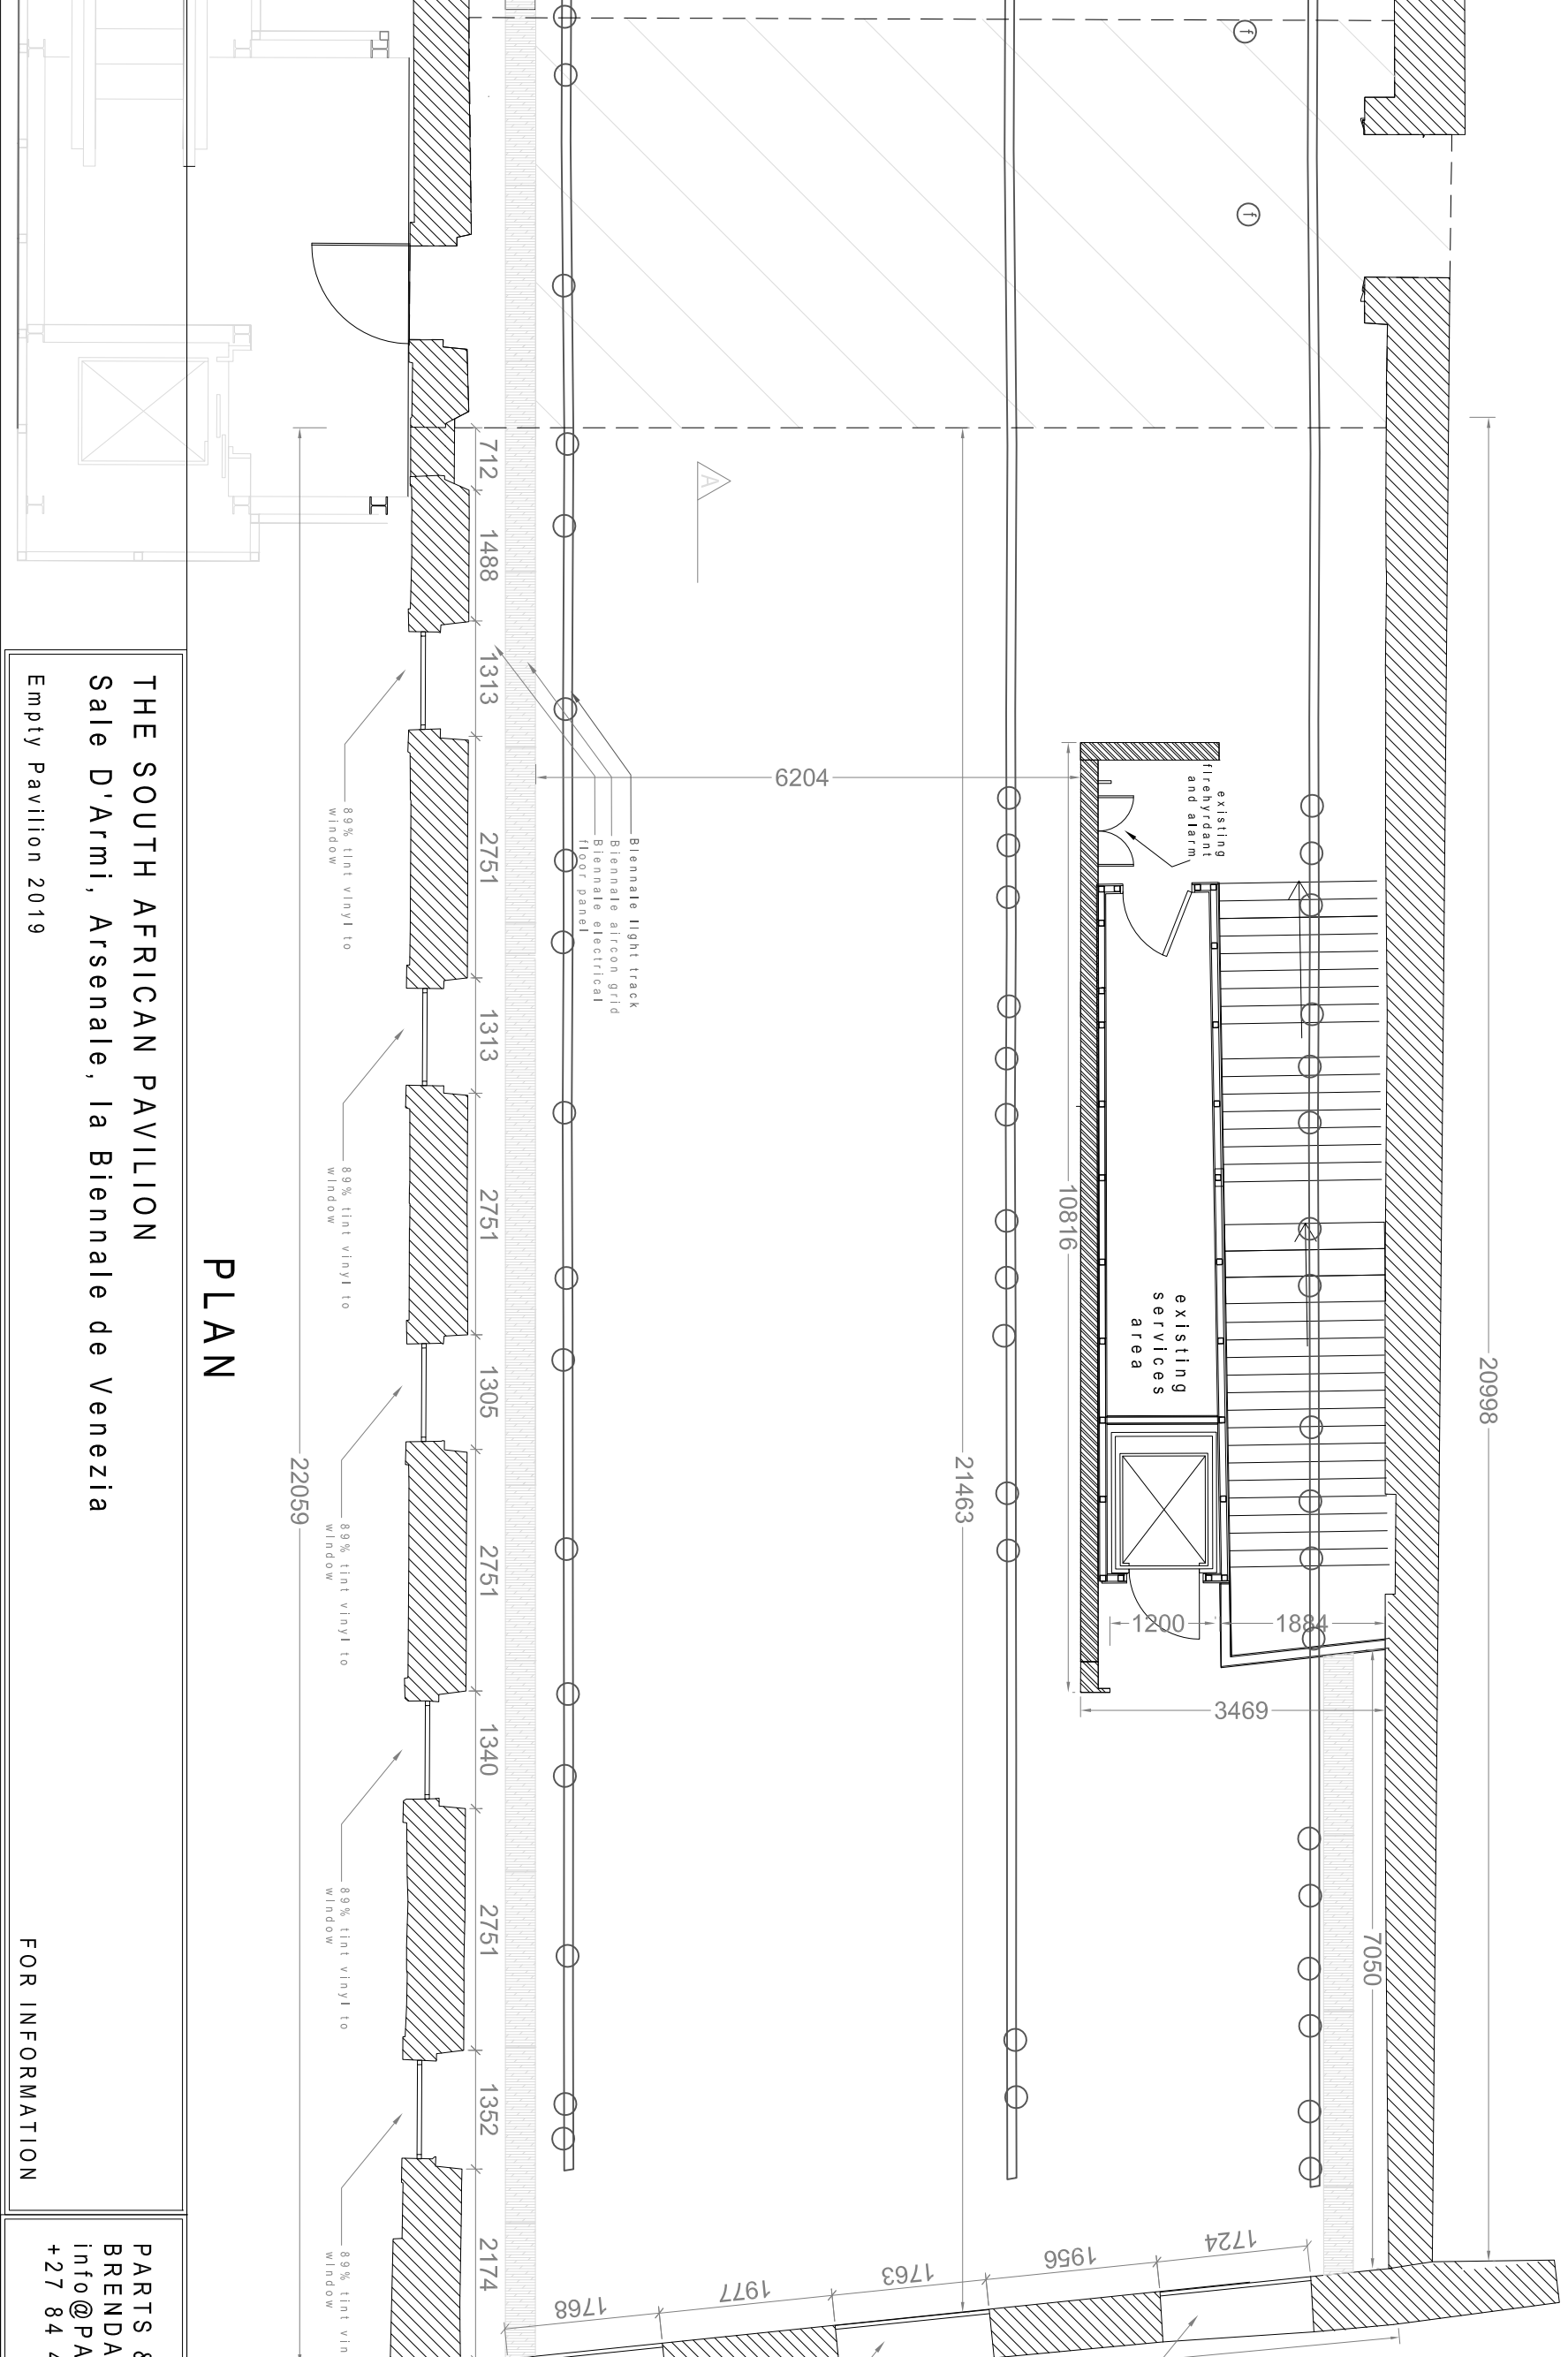 f
f
20998
712
1488
1313
2751
1313
2751
1305
2751
1340
2751
1352
2174
A
6204
21463
22059
10816
1200
1884
3469
7050
1724
1956
1763
1977
1768
existing
firehyrdant
and alarm
existing
services
area
Biennale light track
Biennale aircon grid
Biennale electrical
floor panel
89% tint vinyl to
window
89% tint vinyl to
window
89% tint vinyl to
window
89% tint vinyl to
window
89% tint vin
window
PLAN
THE SOUTH AFRICAN PAVILION
Sale D'Armi, Arsenale, la Biennale de Venezia
Empty Pavilion 2019
FOR INFORMATION
PARTS &
BRENDA
info@PA
+27 84